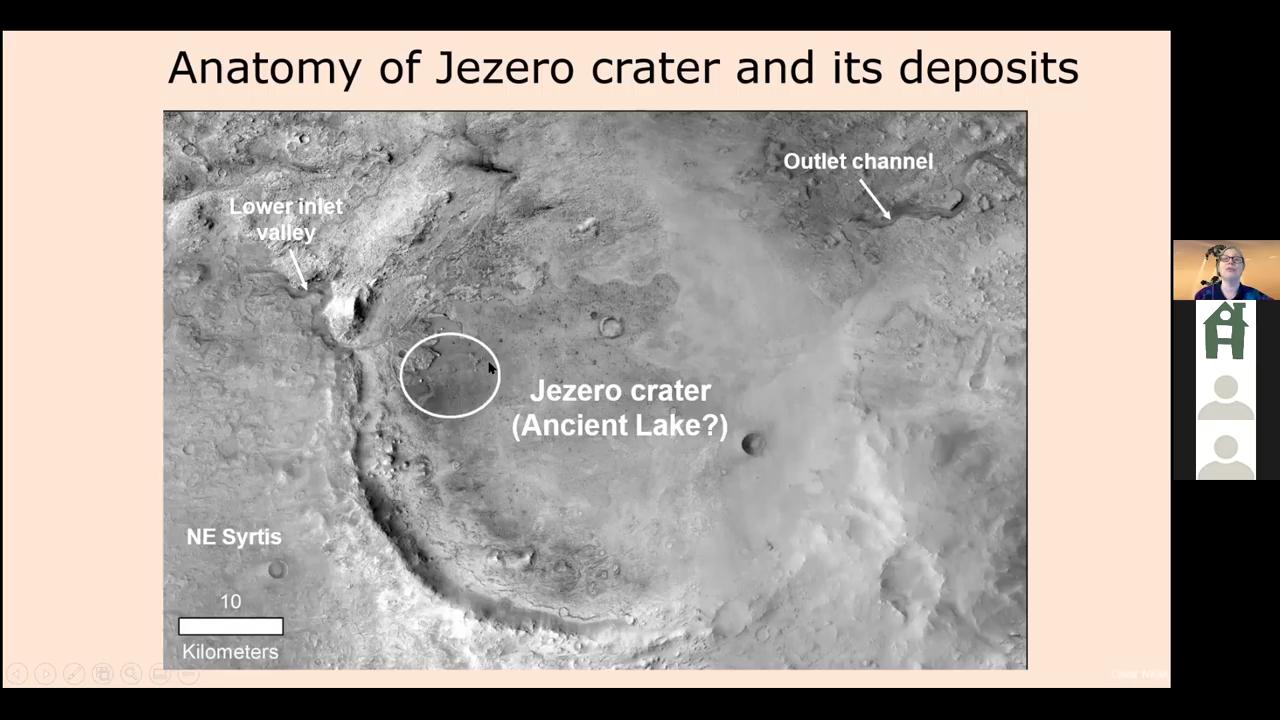 Anatomy of Jezero crater and its deposits
Outlet channel
Lower inlet
valley
Jezero crater
(Ancient Lake?)
NE Syrtis
10
Kilometers